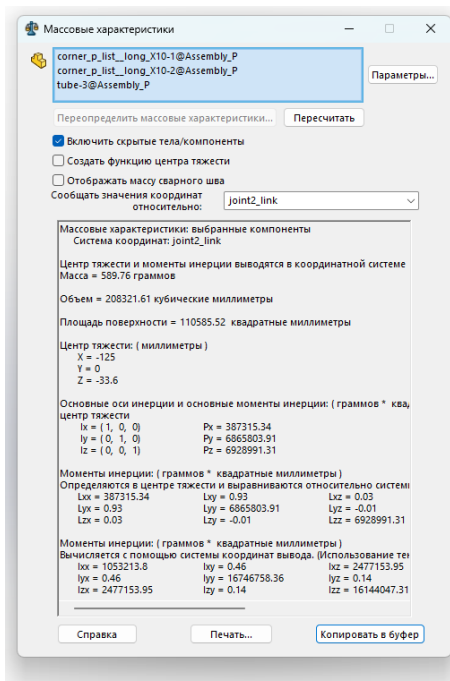 Массовые характеристики
corner_p_list__long_X10-1@Assembly_P
corner_p_list__long_X10-2@Assembly_P
tube-3@Assembly_P
Параметры...
Переопределить массовые характеристики...
Пересчитать
Включить скрытые тела/компоненты
Создать функцию центра тяжести
Отображать массу сварного шва
Сообщать значения координат
относительно:
joint2_link
Массовые характеристики: выбранные компоненты
Система координат: joint2_link
Центр тяжести и моменты инерции выводятся в координатной системе
Масса = 589.76 граммов
Объем = 208321.61 кубические миллиметры
Площадь поверхности = 110585.52 квадратные миллиметры
Центр тяжести: ( миллиметры )
X = -125
Y = 0
Z = -33.6
Основные оси инерции и основные моменты инерции: ( граммов * квад
центр тяжести
Ix = ( 1, 0, 0) Px = 387315.34
Iy = ( 0, 1, 0) Py = 6865803.91
Iz = ( 0, 0, 1) Pz = 6928991.31
Моменты инерции: ( граммов * квадратные миллиметры )
Определяются в центре тяжести и выравниваются относительно систем
Lxx = 387315.34 Lxy = 0.93 Lxz = 0.03
Lyx = 0.93 Lyy = 6865803.91 Lyz = -0.01
Lzx = 0.03 Lzy = -0.01 Lzz = 6928991.31
Моменты инерции: ( граммов * квадратные миллиметры )
Вычисляется с помощью системы координат вывода. (Использование тен
Ixx = 1053213.8 Ixy = 0.46 Ixz = 2477153.95
Iyx = 0.46 Iyy = 16746758.36 Iyz = 0.14
Izx = 2477153.95 Izy = 0.14 Izz = 16144047.31
Справка
Печать...
Копировать в буфер